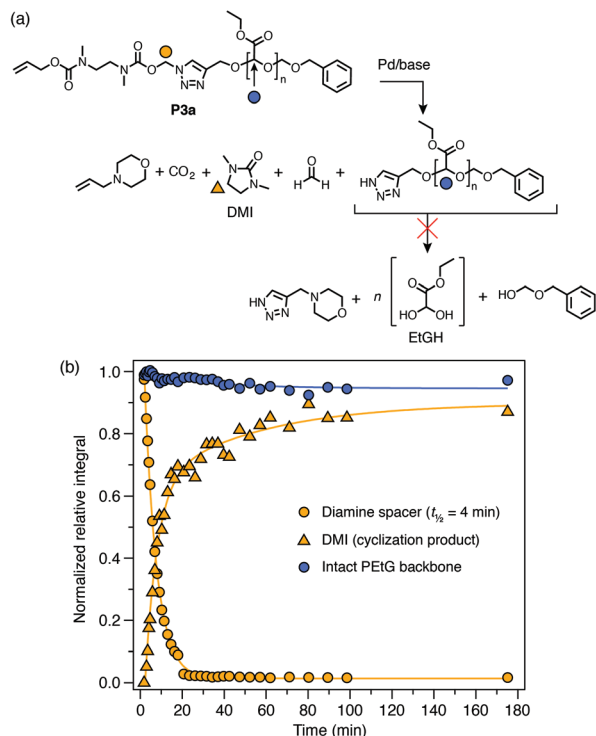 (a)
O
O
O
N
O
N
O
N
N
N
O
O
O
O
n
O
O
P3a
Pd/base
N
O
+ CO2 +
N
O
N
DMI
+
O
H
H
+
HN
N
N
O
O
O
O
n
O
O
HN
N
N
N
O
+
n
O
O
HO
OH
EtGH
+
HO
O
(b)
Normalized relative integral
1.0
0.8
0.6
0.4
0.2
0.0
Diamine spacer (t½ = 4 min)
DMI (cyclization product)
Intact PEtG backbone
0 20 40 60 80 100 120 140 160 180
Time (min)